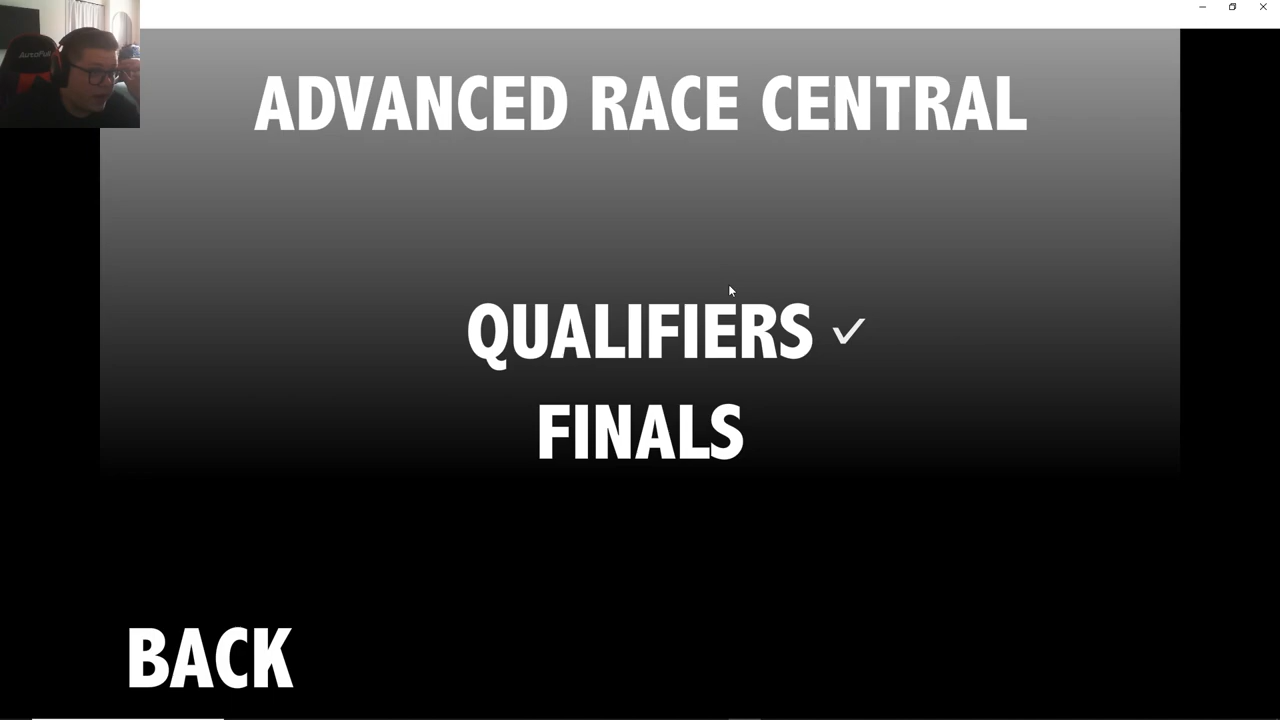 ADVANCED RACE CENTRAL
QUALIFIERS ✓
FINALS
BACK